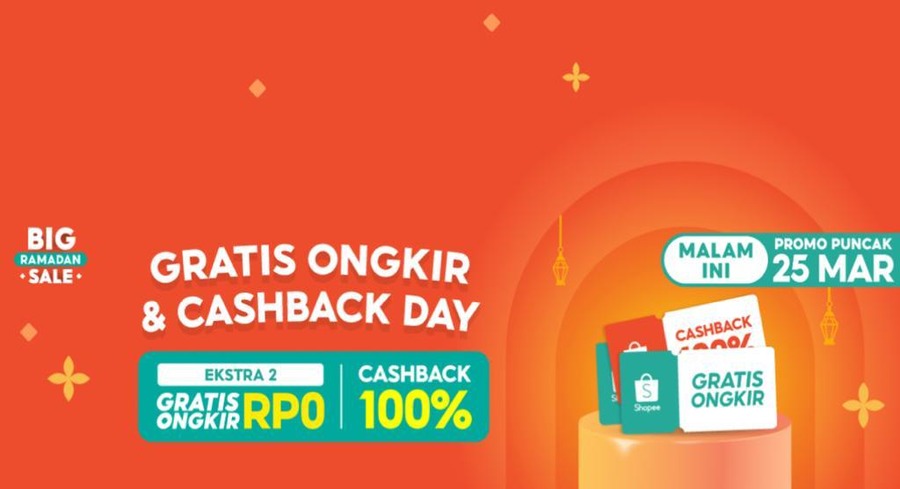 BIG
RAMADAN
SALE
GRATIS ONGKIR
& CASHBACK DAY
EKSTRA 2
GRATIS
ONGKIR RP0
CASHBACK
100%
MALAM
INI
PROMO PUNCAK
25 MAR
CASHBACK
100%
Shopee
GRATIS
ONGKIR